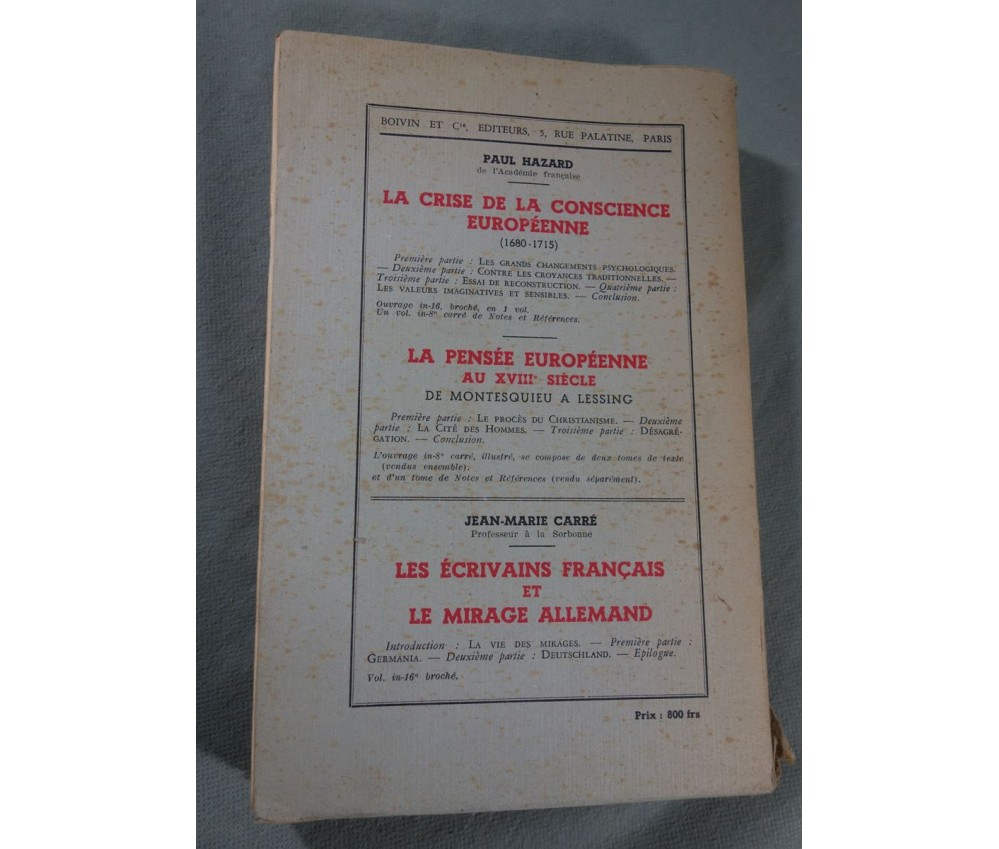 BOIVIN ET Cie, EDITEURS, 5, RUE PALATINE, PARIS
PAUL HAZARD
de l'Académie française
LA CRISE DE LA CONSCIENCE
EUROPÉENNE
(1680-1715)
Première partie : LES GRANDS CHANGEMENTS PSYCHOLOGIQUES.
— Deuxième partie : CONTRE LES CROYANCES TRADITIONNELLES. —
Troisième partie : ESSAI DE RECONSTRUCTION. — Quatrième partie :
LES VALEURS IMAGINATIVES ET SENSIBLES. — Conclusion.
Ouvrage in-16, broché, en 1 vol.
Un vol. in-8° carré de Notes et Références.
LA PENSÉE EUROPÉENNE
AU XVIIIe SIÈCLE
DE MONTESQUIEU A LESSING
Première partie : LE PROCÈS DU CHRISTIANISME. — Deuxième
partie : LA CITÉ DES HOMMES. — Troisième partie : DÉSAGRÉ-
GATION. — Conclusion.
L'ouvrage in-8° carré, illustré, se compose de deux tomes de texte
(vendus ensemble).
et d'un tome de Notes et Références (vendu séparément).
JEAN-MARIE CARRÉ
Professeur à la Sorbonne
LES ÉCRIVAINS FRANÇAIS
ET
LE MIRAGE ALLEMAND
Introduction : LA VIE DES MIRAGES. — Première partie :
GERMANIA. — Deuxième partie : DEUTSCHLAND. — Epilogue.
Vol. in-16° broché.
Prix : 800 frs